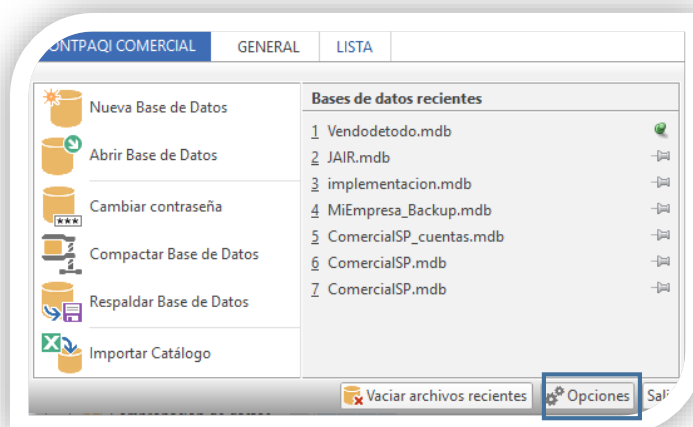 ONTPAQI COMERCIAL GENERAL LISTA
Nueva Base de Datos
Abrir Base de Datos
Cambiar contraseña
Compactar Base de Datos
Respaldar Base de Datos
Importar Catálogo
Bases de datos recientes
1 Vendodetodo.mdb
2 JAIR.mdb
3 implementacion.mdb
4 MiEmpresa_Backup.mdb
5 ComercialSP_cuentas.mdb
6 ComercialSP.mdb
7 ComercialSP.mdb
Vaciar archivos recientes Opciones Sali